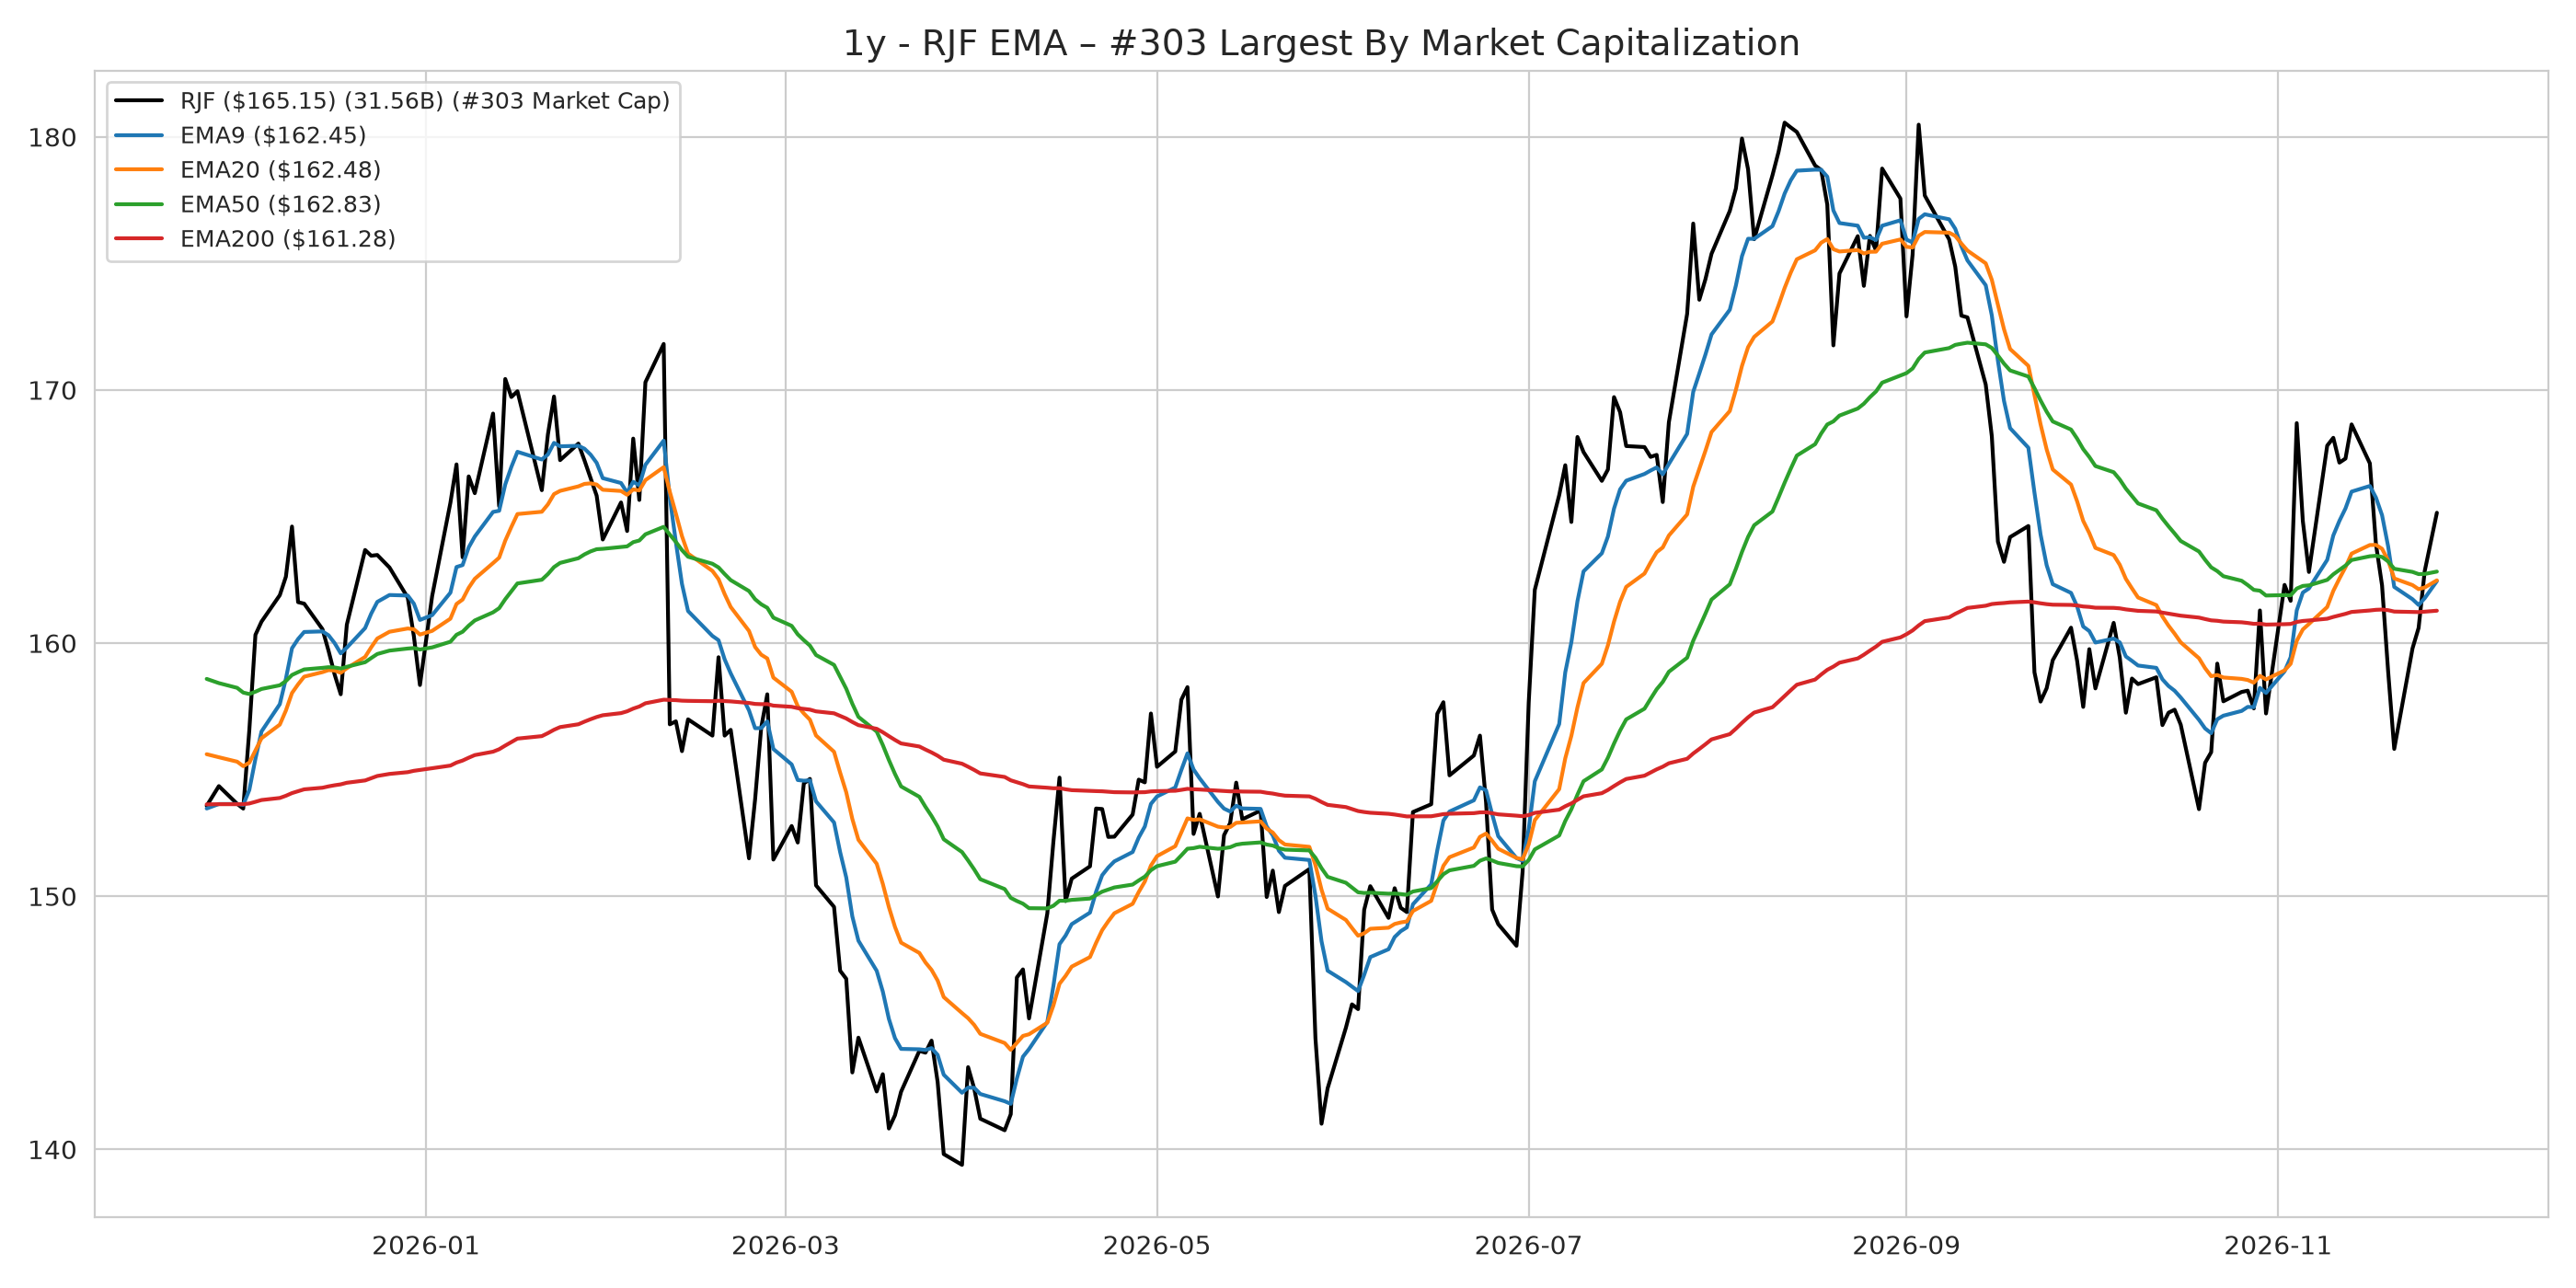 1y - RJF EMA – #303 Largest By Market Capitalization
RJF ($165.15) (31.56B) (#303 Market Cap)
EMA9 ($162.45)
EMA20 ($162.48)
EMA50 ($162.83)
EMA200 ($161.28)
180
170
160
150
140
2026-01
2026-03
2026-05
2026-07
2026-09
2026-11